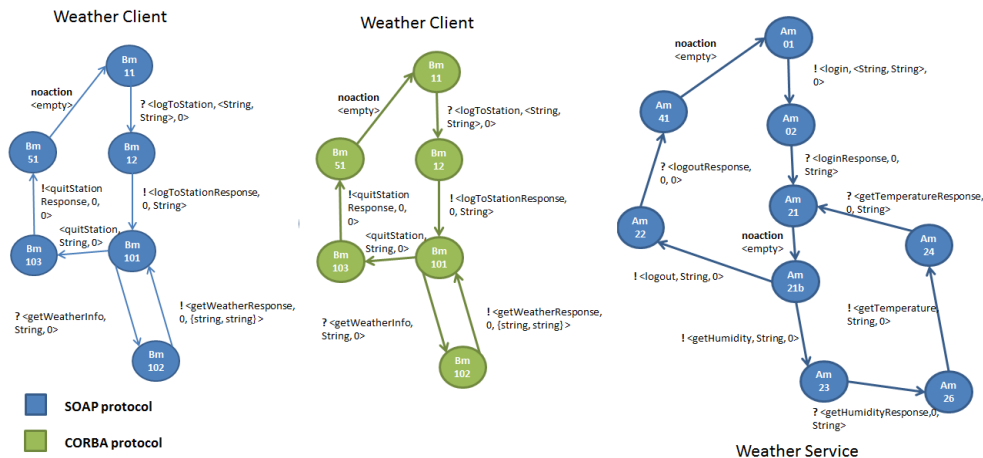 Weather Client
Bm
11
noaction
<empty>
? <logToStation, <String,
String>, 0>
Bm
51
Bm
12
!<quitStation
Response, 0,
0>
! <logToStationResponse,
0, String>
<quitStation,
String, 0>
Bm
103
Bm
101
? <getWeatherInfo,
String, 0>
! <getWeatherResponse,
0, {string, string} >
Bm
102
SOAP protocol
CORBA protocol
Weather Client
Bm
11
noaction
<empty>
? <logToStation, <String,
String>, 0>
Bm
51
Bm
12
!<quitStation
Response, 0,
0>
! <logToStationResponse,
0, String>
<quitStation,
String, 0>
Bm
103
Bm
101
? <getWeatherInfo,
String, 0>
! <getWeatherResponse,
0, {string, string} >
Bm
102
Am
01
noaction
<empty>
! <login, <String, String>,
0>
Am
41
Am
02
? <logoutResponse,
0, 0>
? <loginResponse, 0,
String>
? <getTemperatureResponse,
0, String>
Am
21
Am
22
noaction
<empty>
Am
24
Am
21b
! <logout, String, 0>
! <getTemperature,
String, 0>
! <getHumidity, String, 0>
Am
23
Am
26
? <getHumidityResponse,0,
String>
Weather Service